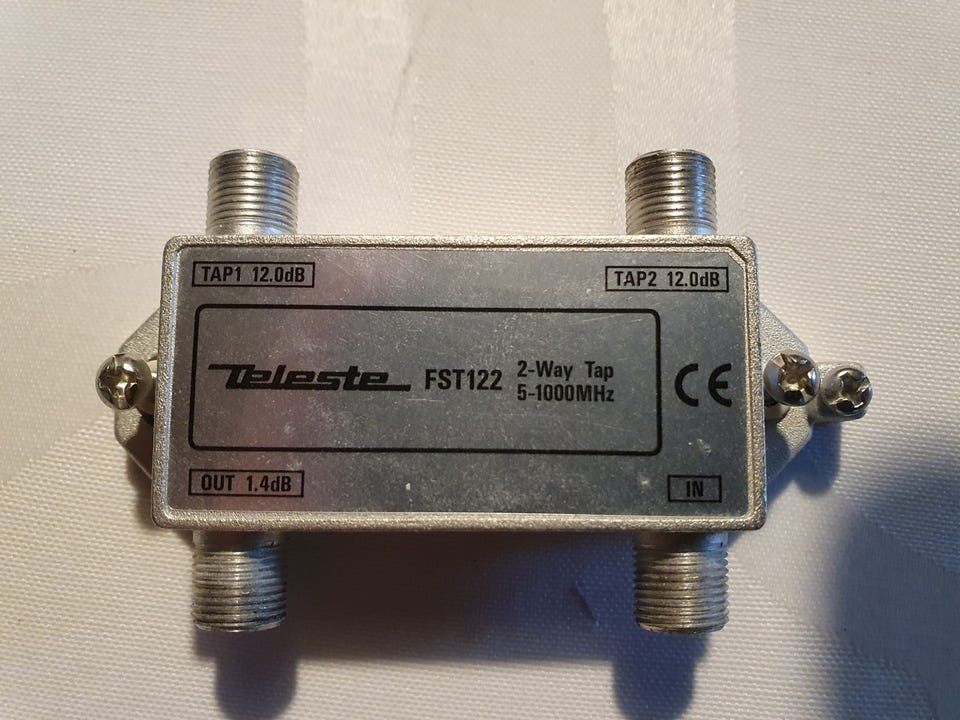 TAP1 12.0dB
TAP2 12.0dB
Teleste FST122
2-Way Tap
5-1000MHz
CE
OUT 1.4dB
IN